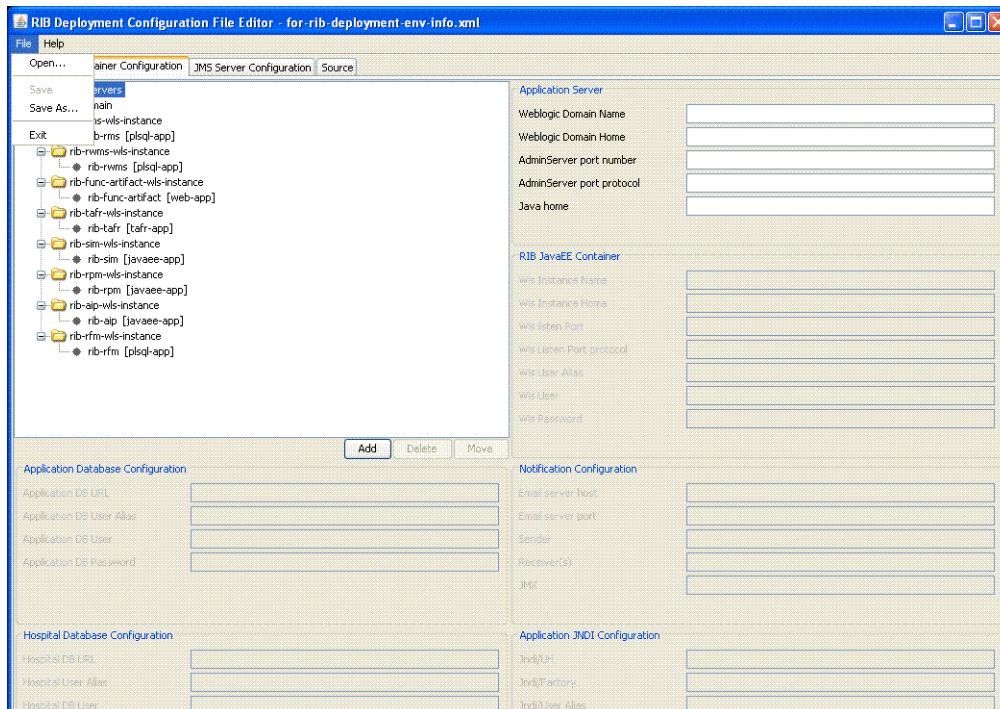 RIB Deployment Configuration File Editor - for-rib-deployment-env-info.xml
File Help
Open...
Save
Save As...
Exit
ainer Configuration
JMS Server Configuration
Source
ervers
main
ns-wls-instance
b-rms [plsql-app]
rib-rwms-wls-instance
rib-rwms [plsql-app]
rib-func-artifact-wls-instance
rib-func-artifact [web-app]
rib-tafr-wls-instance
rib-tafr [tafr-app]
rib-sim-wls-instance
rib-sim [javaee-app]
rib-rpm-wls-instance
rib-rpm [javaee-app]
rib-aip-wls-instance
rib-aip [javaee-app]
rib-rfm-wls-instance
rib-rfm [plsql-app]
Add Delete Move
Application Server
Weblogic Domain Name
Weblogic Domain Home
AdminServer port number
AdminServer port protocol
Java home
RIB JavaEE Container
Wls Instance Name
Wls Instance Home
Wls listen Port
Wls Listen Port protocol
Wls User Alias
Wls User
Wls Password
Application Database Configuration
Application DB URL
Application DB User Alias
Application DB User
Application DB Password
Notification Configuration
Email server host
Email server port
Sender
Receiver(s)
JMX
Hospital Database Configuration
Hospital DB URL
Hospital User Alias
Hospital DB User
Application JNDI Configuration
Jndi/Url
Jndi/Factory
Jndi/User Alias